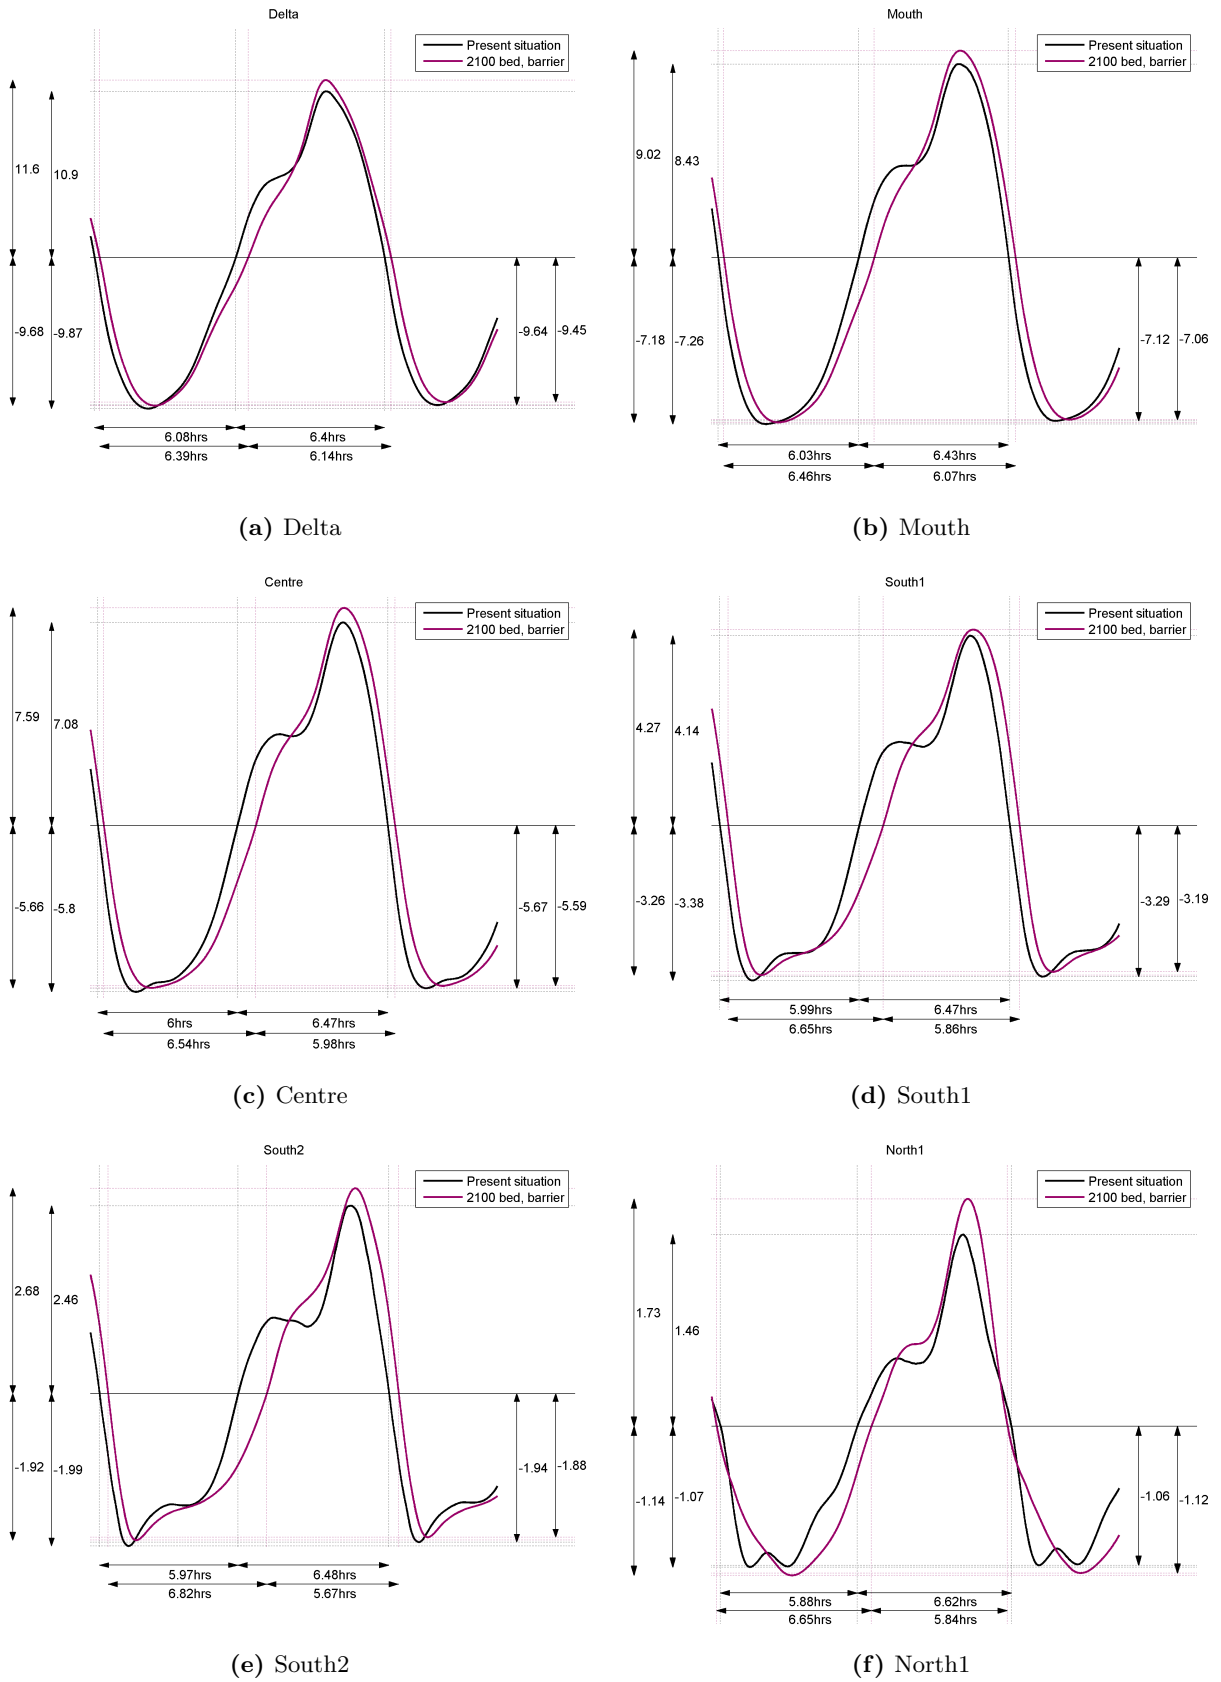 Delta
Present situation
2100 bed, barrier
11.6
10.9
-9.68
-9.87
-9.64
-9.45
6.08hrs
6.4hrs
6.39hrs
6.14hrs
(a) Delta
Mouth
Present situation
2100 bed, barrier
9.02
8.43
-7.18
-7.26
-7.12
-7.06
6.03hrs
6.43hrs
6.46hrs
6.07hrs
(b) Mouth
Centre
Present situation
2100 bed, barrier
7.59
7.08
-5.66
-5.8
-5.67
-5.59
6hrs
6.47hrs
6.54hrs
5.98hrs
(c) Centre
South1
Present situation
2100 bed, barrier
4.27
4.14
-3.26
-3.38
-3.29
-3.19
5.99hrs
6.47hrs
6.65hrs
5.86hrs
(d) South1
South2
Present situation
2100 bed, barrier
2.68
2.46
-1.92
-1.99
-1.94
-1.88
5.97hrs
6.48hrs
6.82hrs
5.67hrs
(e) South2
North1
Present situation
2100 bed, barrier
1.73
1.46
-1.14
-1.07
-1.06
-1.12
5.88hrs
6.62hrs
6.65hrs
5.84hrs
(f) North1